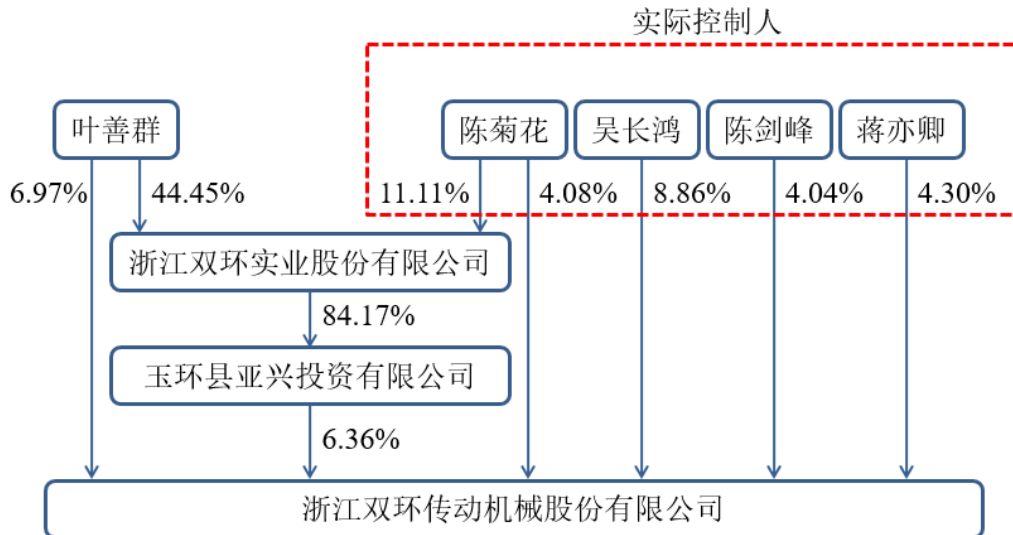 实际控制人
叶善群
陈菊花
吴长鸿
陈剑峰
蒋亦卿
6.97%
44.45%
11.11%
4.08%
8.86%
4.04%
4.30%
浙江双环实业股份有限公司
84.17%
玉环县亚兴投资有限公司
6.36%
浙江双环传动机械股份有限公司